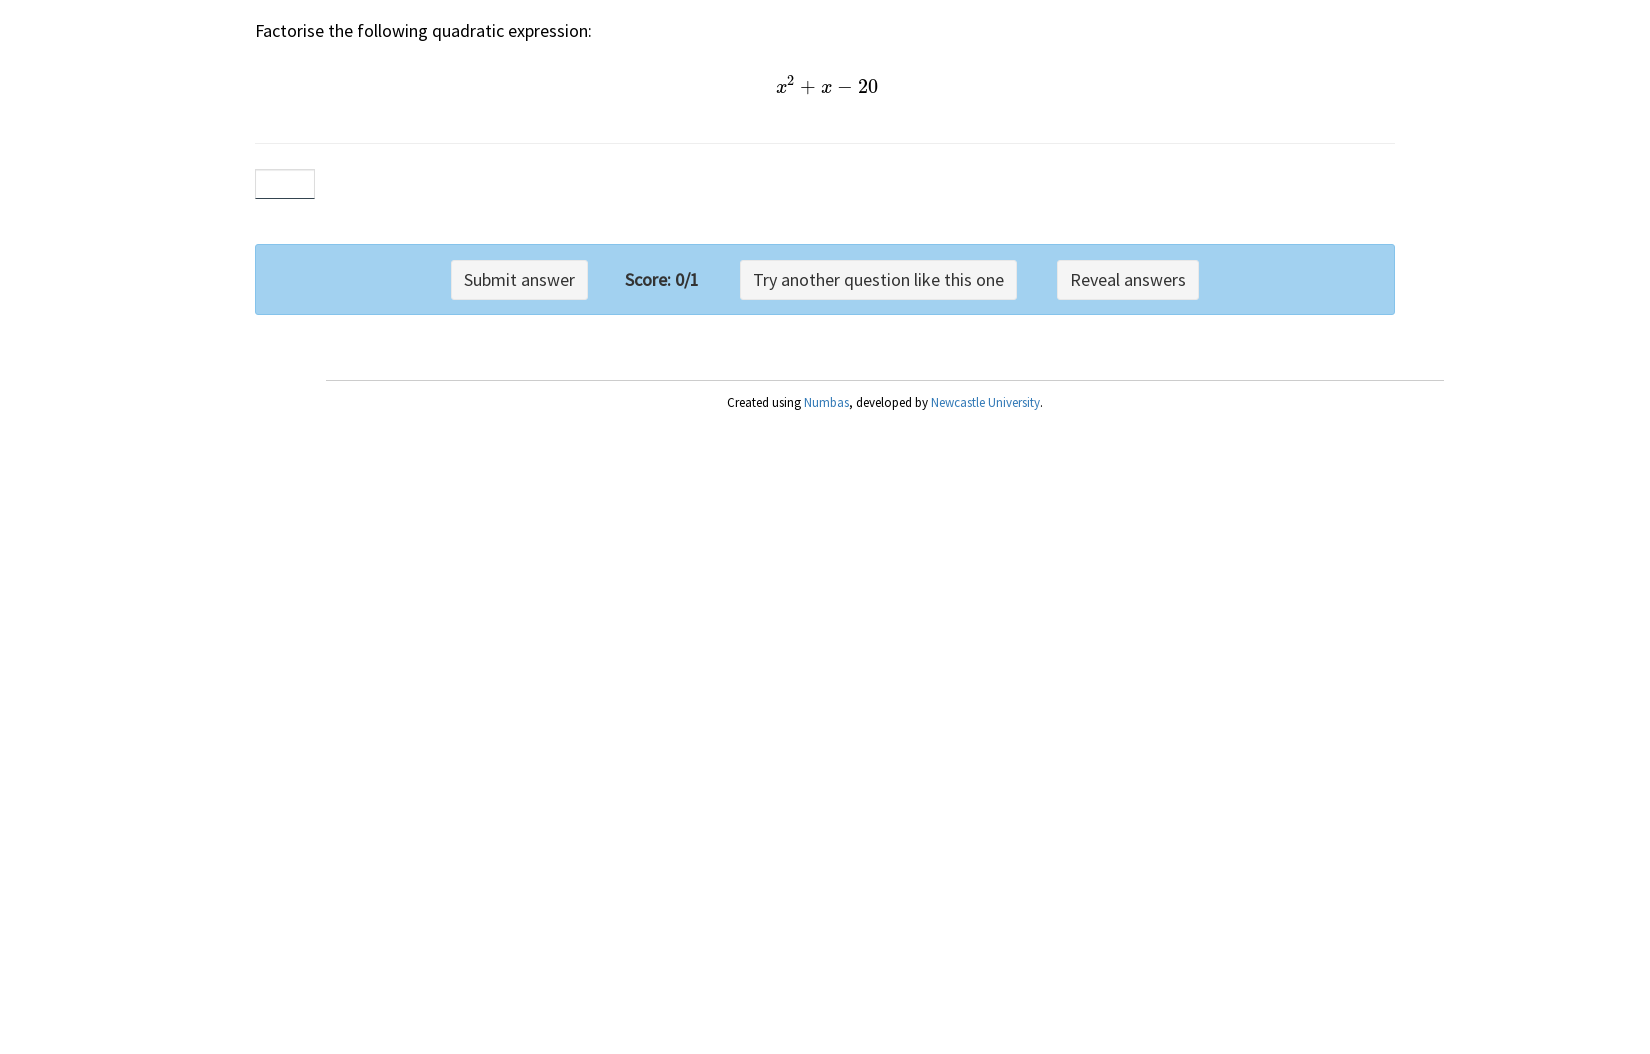 Factorise the following quadratic expression:
x² + x − 20
Submit answer Score: 0/1 Try another question like this one Reveal answers
Created using Numbas, developed by Newcastle University.